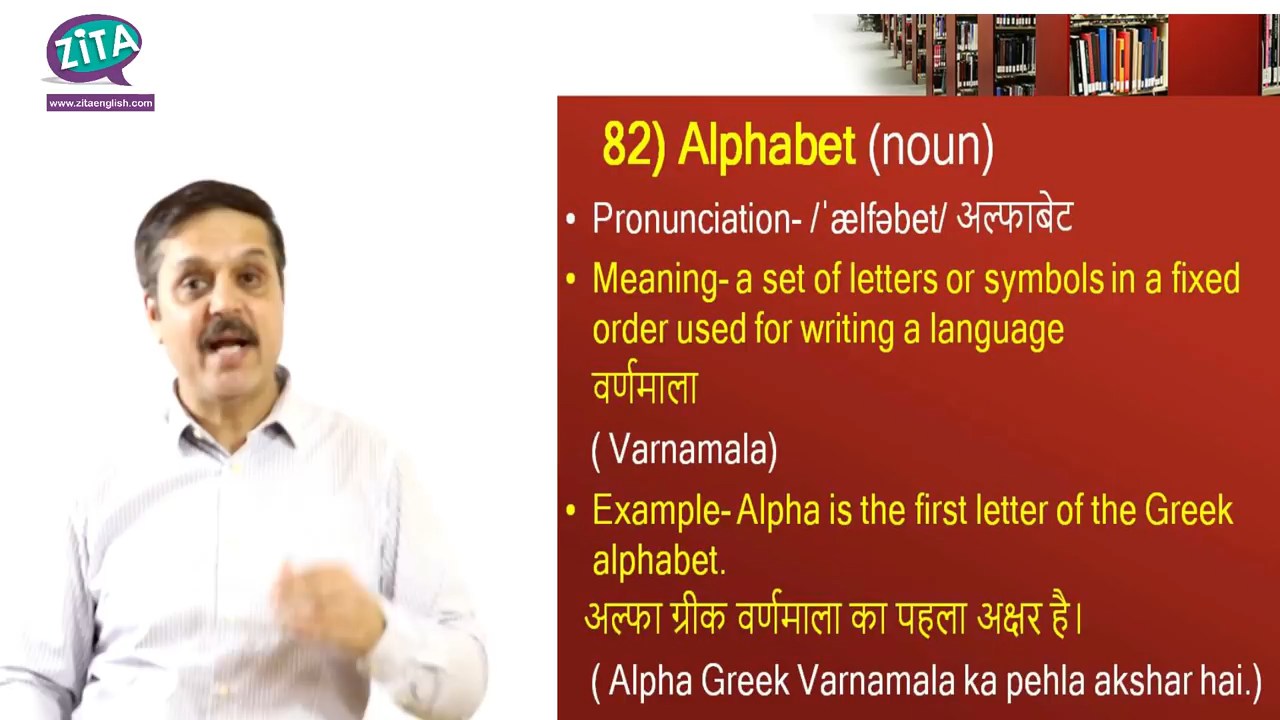 ZiTA
www.zitaenglish.com
82) Alphabet (noun)
• Pronunciation- /ˈælfəbet/ अल्फाबेट
• Meaning- a set of letters or symbols in a fixed
order used for writing a language
वर्णमाला
( Varnamala)
• Example- Alpha is the first letter of the Greek
alphabet.
अल्फा ग्रीक वर्णमाला का पहला अक्षर है।
( Alpha Greek Varnamala ka pehla akshar hai.)